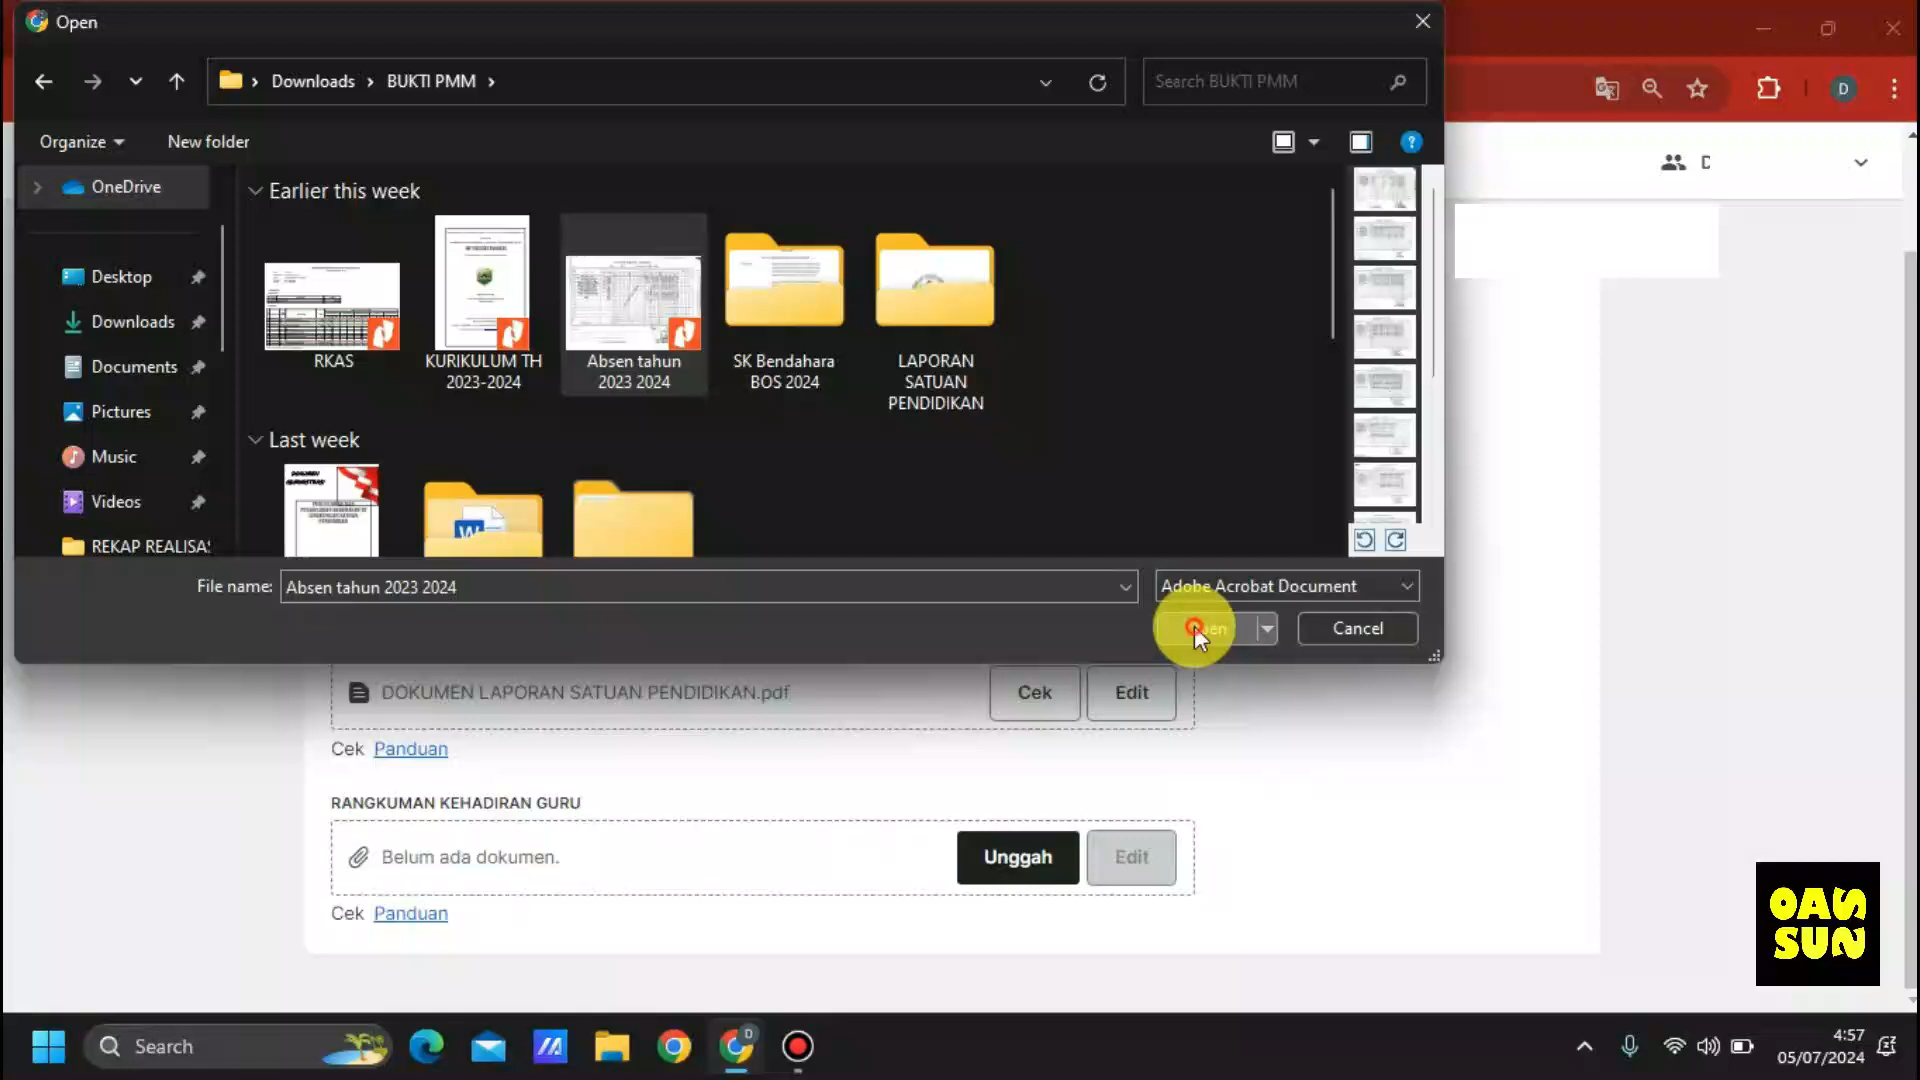 Open
Downloads
BUKTI PMM
Search BUKTI PMM
Organize
New folder
OneDrive
Desktop
Downloads
Documents
Pictures
Music
Videos
REKAP REALISAS
Earlier this week
RKAS
KURIKULUM TH
2023-2024
Absen tahun
2023 2024
SK Bendahara
BOS 2024
LAPORAN
SATUAN
PENDIDIKAN
Last week
File name:
Absen tahun 2023 2024
Adobe Acrobat Document
Open
Cancel
D
D
DOKUMEN LAPORAN SATUAN PENDIDIKAN.pdf
Cek
Edit
Cek Panduan
RANGKUMAN KEHADIRAN GURU
Belum ada dokumen.
Unggah
Edit
Cek Panduan
OAS
SUN
Search
D
4:57
05/07/2024